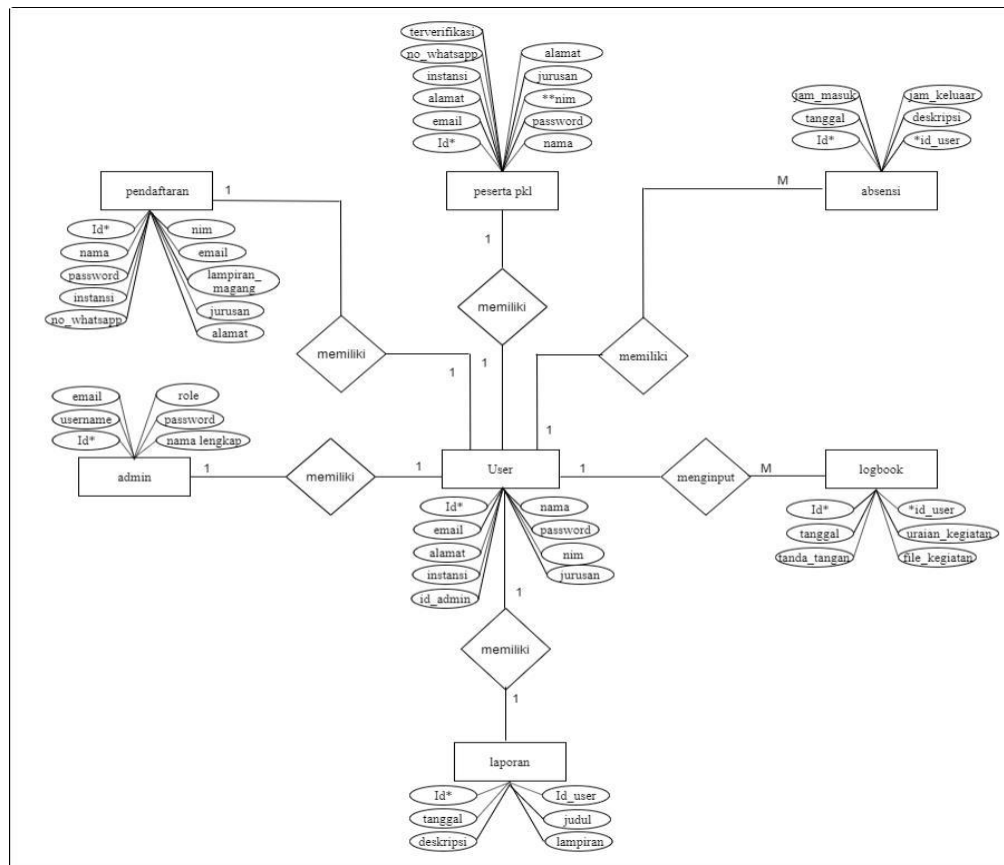 terverifikasi
no_whatsapp
alamat
instansi
jurusan
alamat
**nim
email
password
Id*
nama
peserta pkl
jam_masuk
jam_keluaar
tanggal
deskripsi
Id*
*id_user
absensi
pendaftaran
1
M
1
Id*
nim
nama
email
password
lampiran_
magang
instansi
jurusan
no_whatsapp
alamat
memiliki
memiliki
memiliki
1
1
1
email
role
username
password
Id*
nama lengkap
admin
1
memiliki
1
User
1
menginput
M
logbook
Id*
nama
email
password
alamat
nim
instansi
jurusan
id_admin
Id*
*id_user
tanggal
uraian_kegiatan
tanda_tangan
file_kegiatan
1
memiliki
1
laporan
Id*
Id_user
tanggal
judul
deskripsi
lampiran